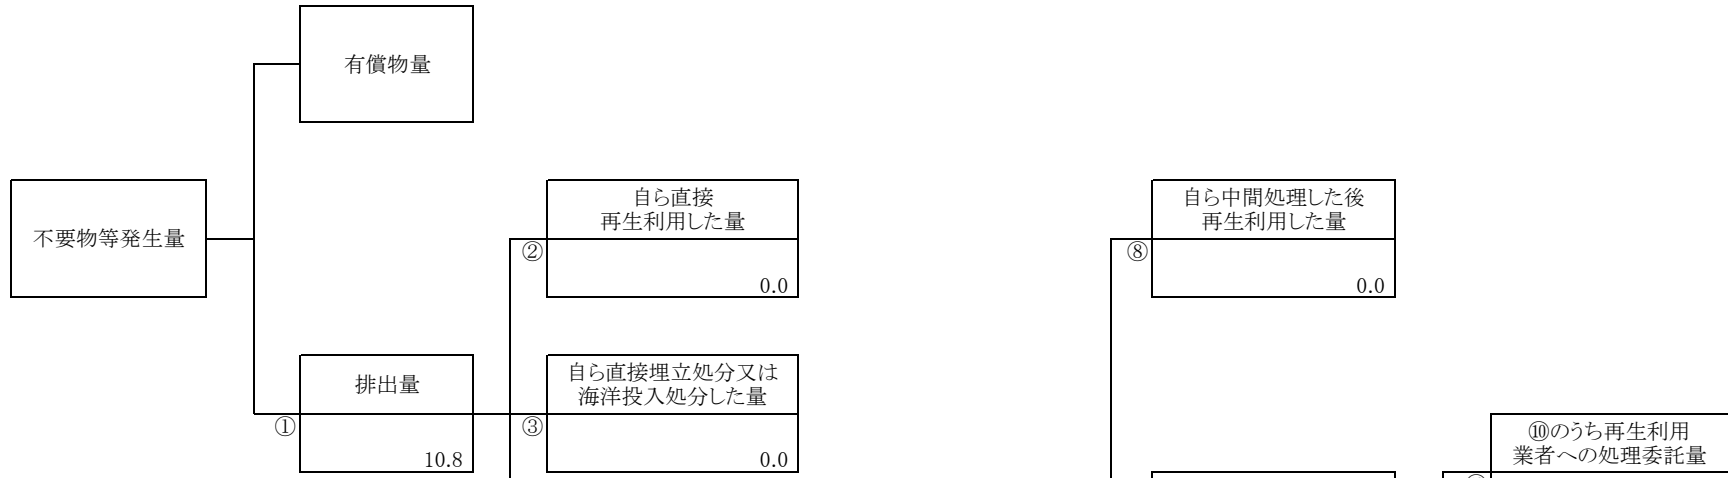 有償物量
不要物等発生量
自ら直接
再生利用した量
②
0.0
自ら中間処理した後
再生利用した量
⑧
0.0
排出量
①
10.8
自ら直接埋立処分又は
海洋投入処分した量
③
0.0
⑩のうち再生利用
業者への処理委託量